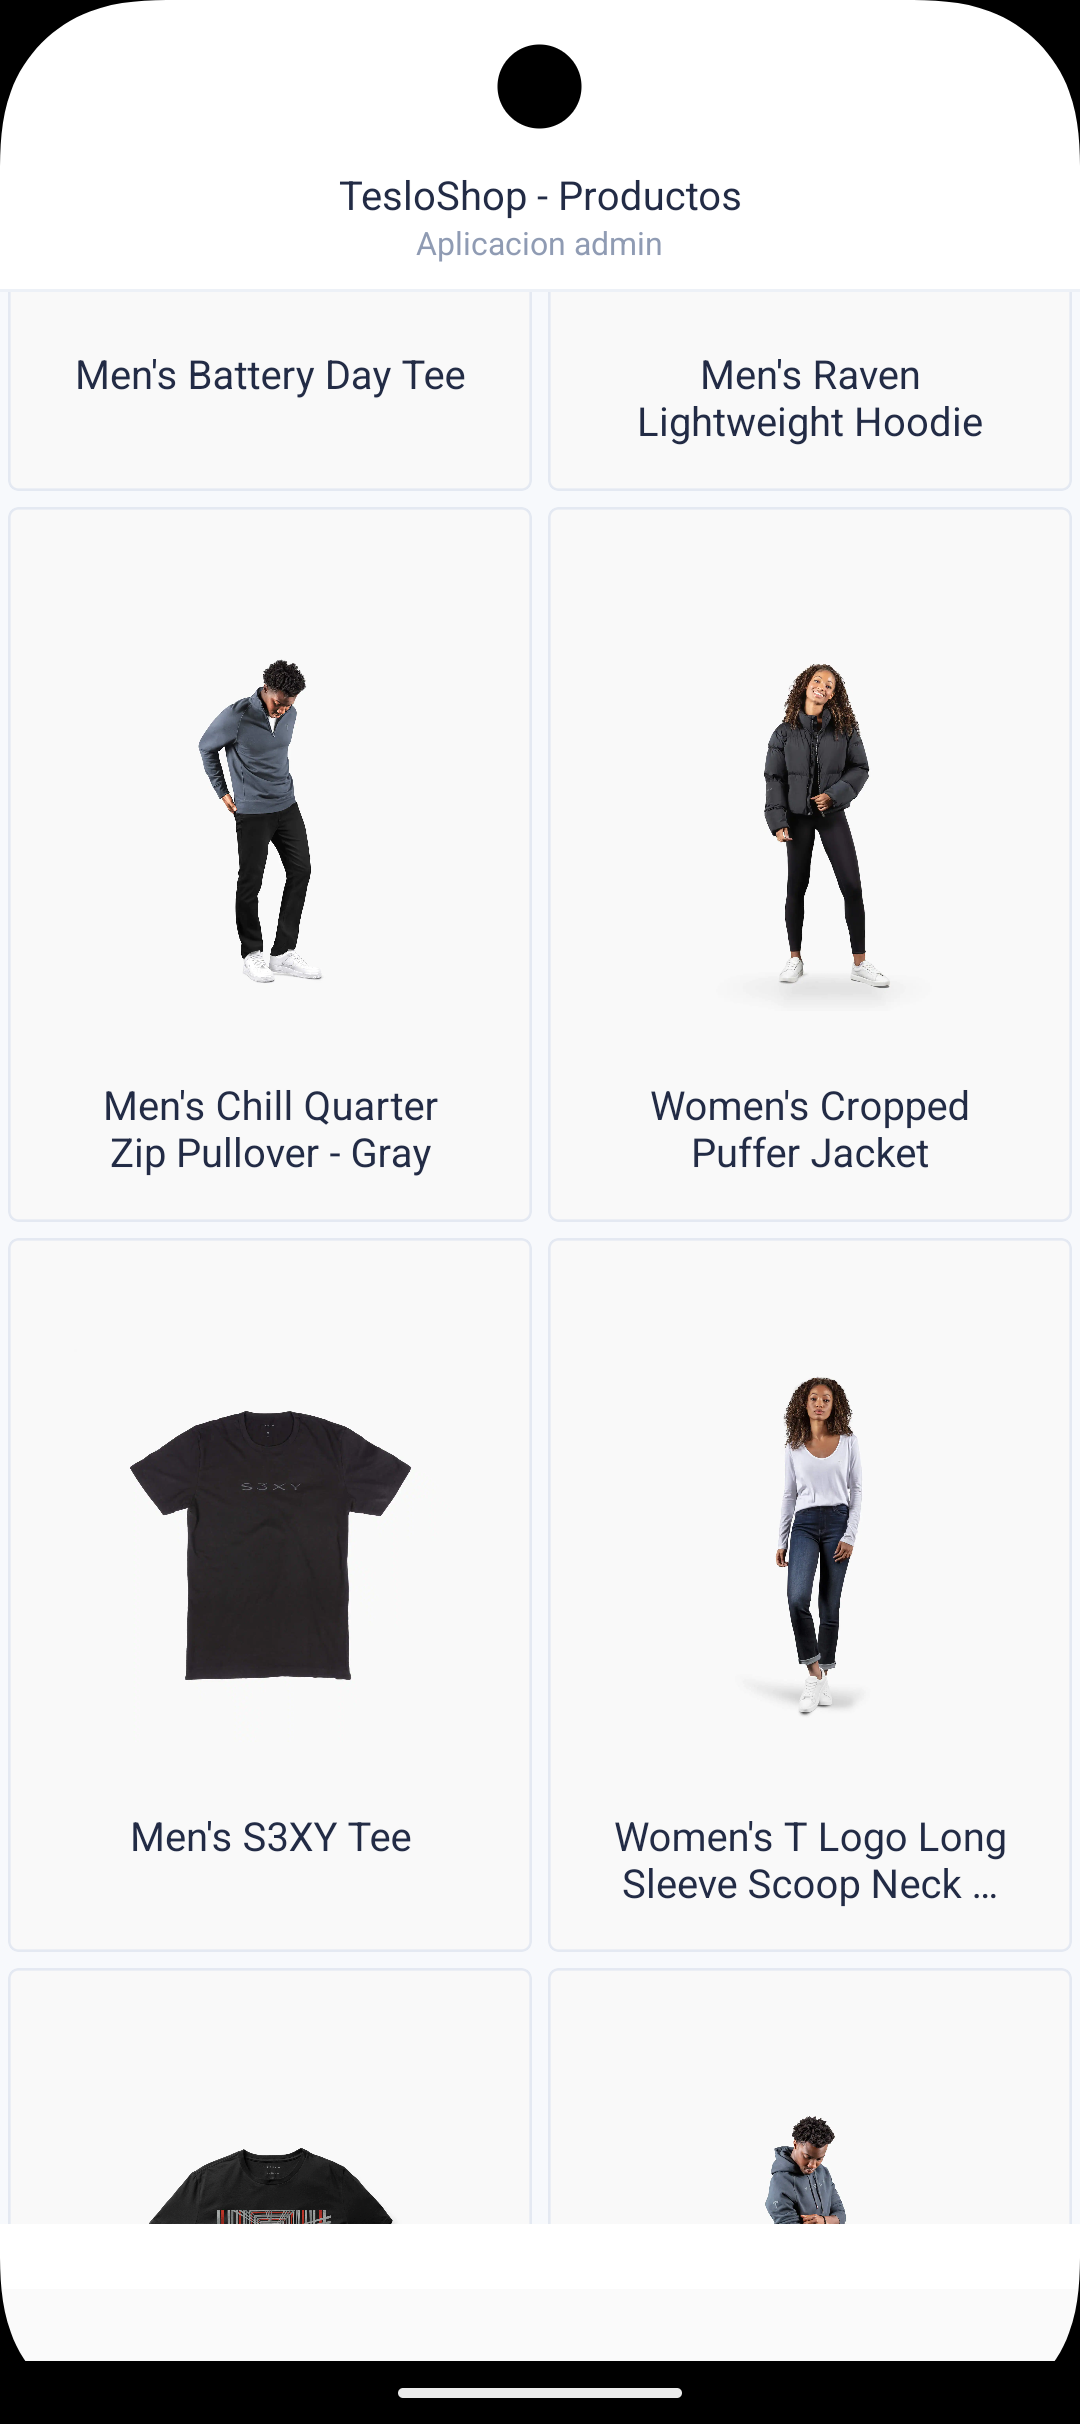 TesloShop - Productos
Aplicacion admin
Men's Battery Day Tee
Men's Raven
Lightweight Hoodie
Men's Chill Quarter
Zip Pullover - Gray
Women's Cropped
Puffer Jacket
S3XY
Men's S3XY Tee
Women's T Logo Long
Sleeve Scoop Neck ...